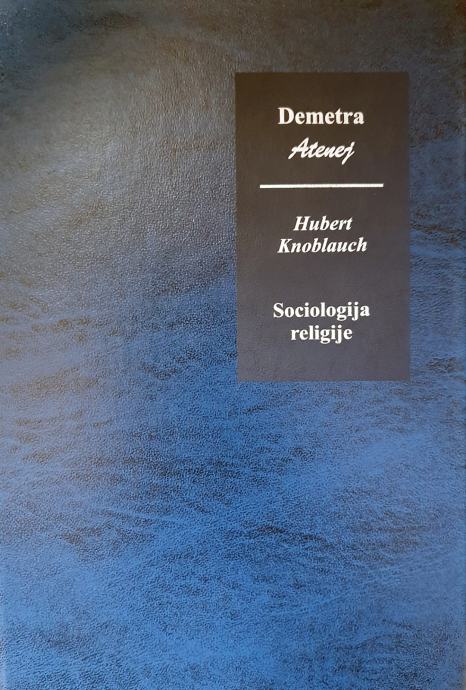 Demetra
Atenej
Hubert
Knoblauch
Sociologija
religije